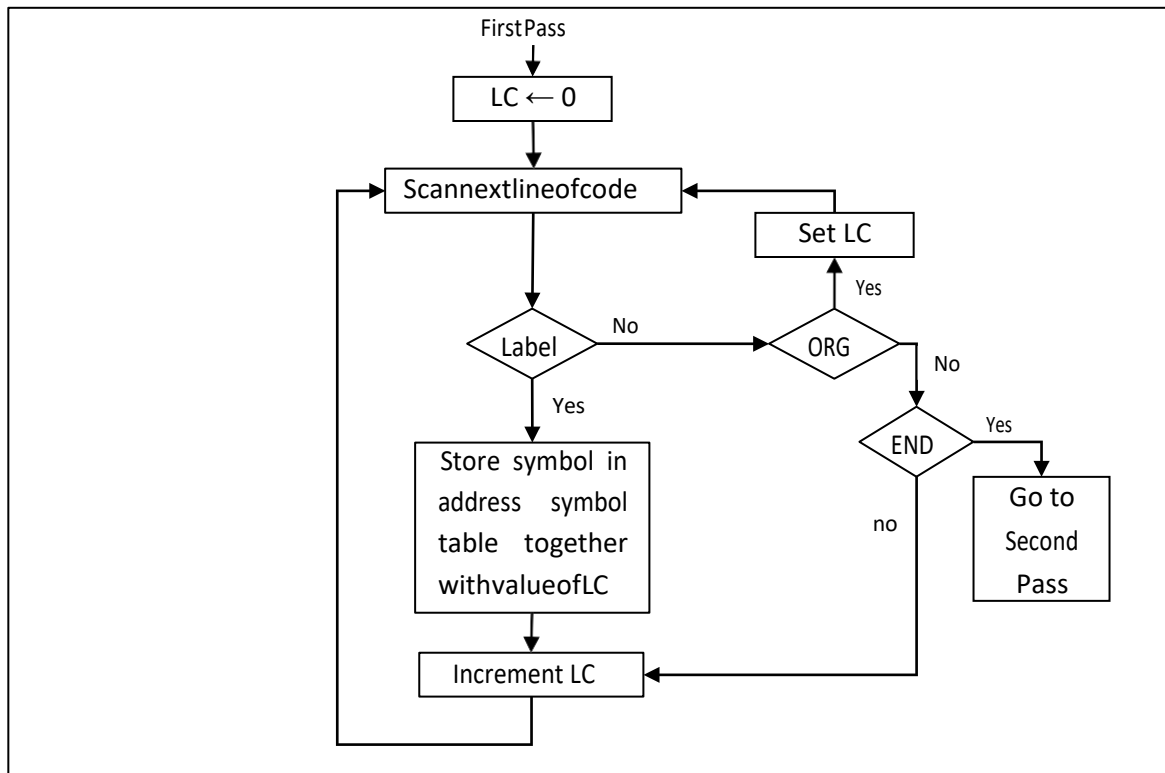 FirstPass
LC ← 0
Scannextlineofcode
Set LC
Yes
Label
No
ORG
No
Yes
END
Yes
Store symbol in
address symbol
table together
withvalueofLC
no
Go to
Second
Pass
Increment LC